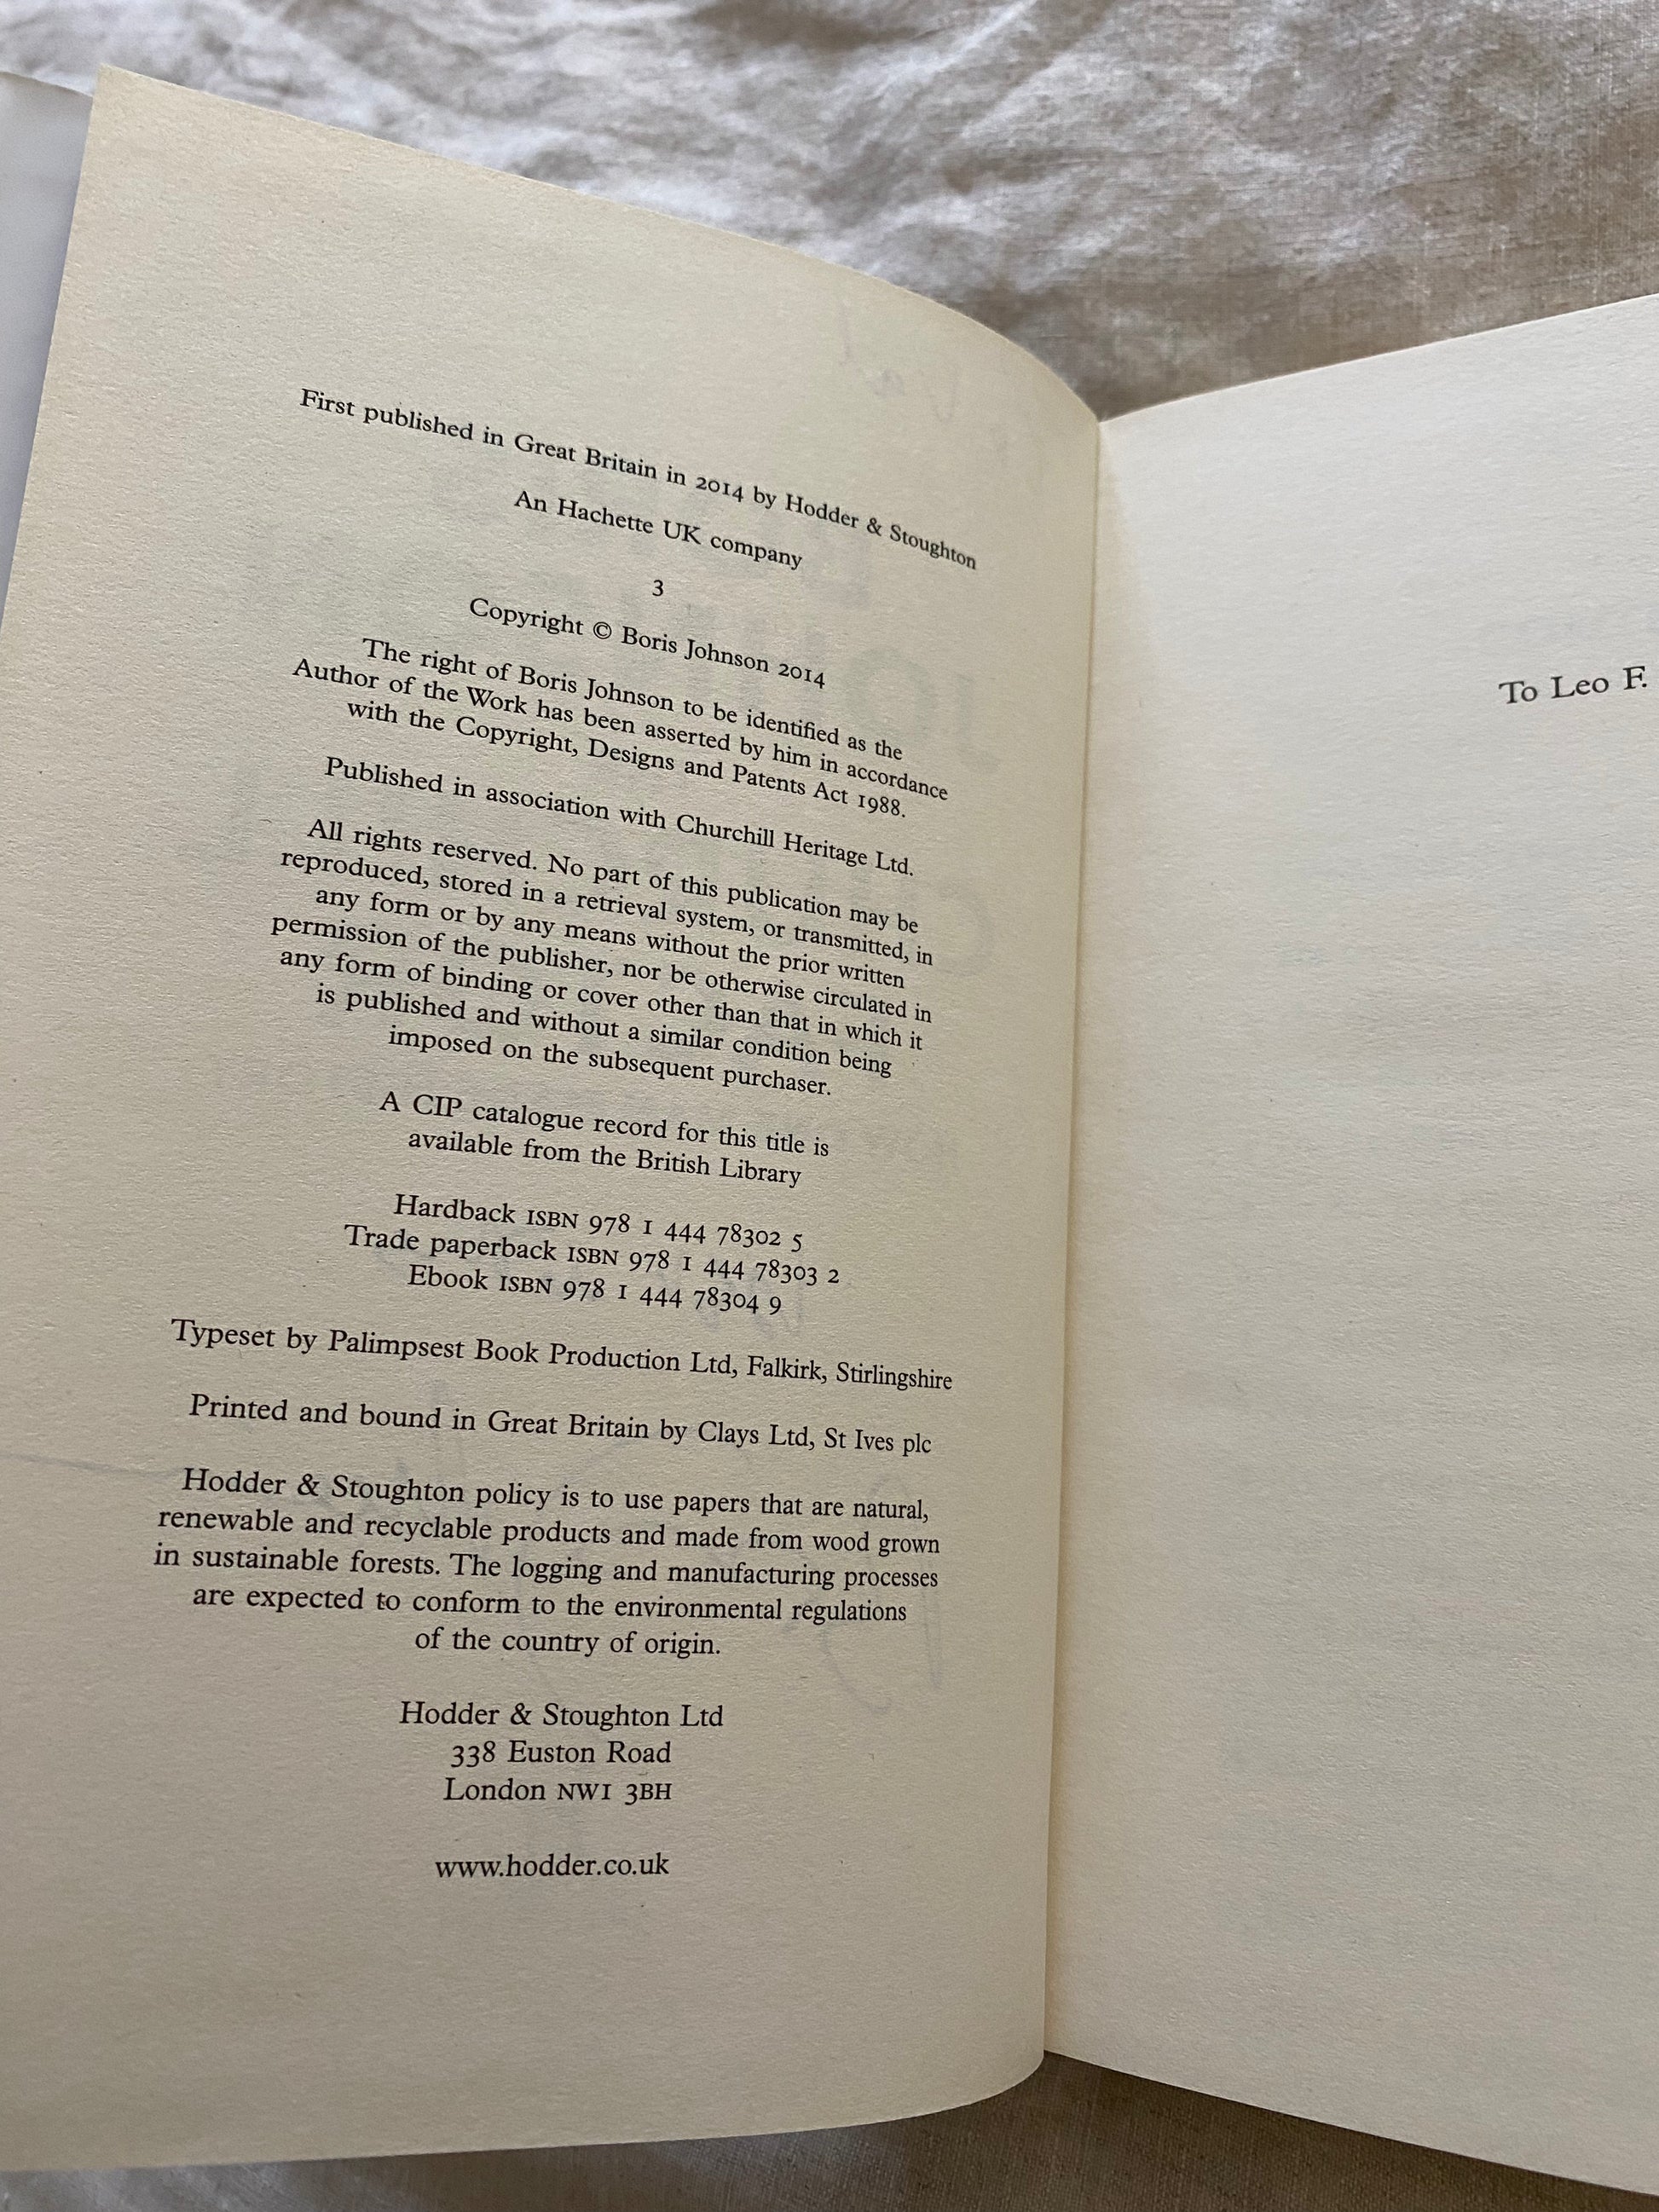 First published in Great Britain in 2014 by Hodder & Stoughton
An Hachette UK company
3
Copyright © Boris Johnson 2014
The right of Boris Johnson to be identified as the
Author of the Work has been asserted by him in accordance
with the Copyright, Designs and Patents Act 1988.
Published in association with Churchill Heritage Ltd.
All rights reserved. No part of this publication may be
reproduced, stored in a retrieval system, or transmitted, in
any form or by any means without the prior written
permission of the publisher, nor be otherwise circulated in
any form of binding or cover other than that in which it
is published and without a similar condition being
imposed on the subsequent purchaser.
A CIP catalogue record for this title is
available from the British Library
Hardback ISBN 978 1 444 78302 5
Trade paperback ISBN 978 1 444 78303 2
Ebook ISBN 978 1 444 78304 9
Typeset by Palimpsest Book Production Ltd, Falkirk, Stirlingshire
Printed and bound in Great Britain by Clays Ltd, St Ives plc
Hodder & Stoughton policy is to use papers that are natural,
renewable and recyclable products and made from wood grown
in sustainable forests. The logging and manufacturing processes
are expected to conform to the environmental regulations
of the country of origin.
Hodder & Stoughton Ltd
338 Euston Road
London NW1 3BH
www.hodder.co.uk
To Leo F.